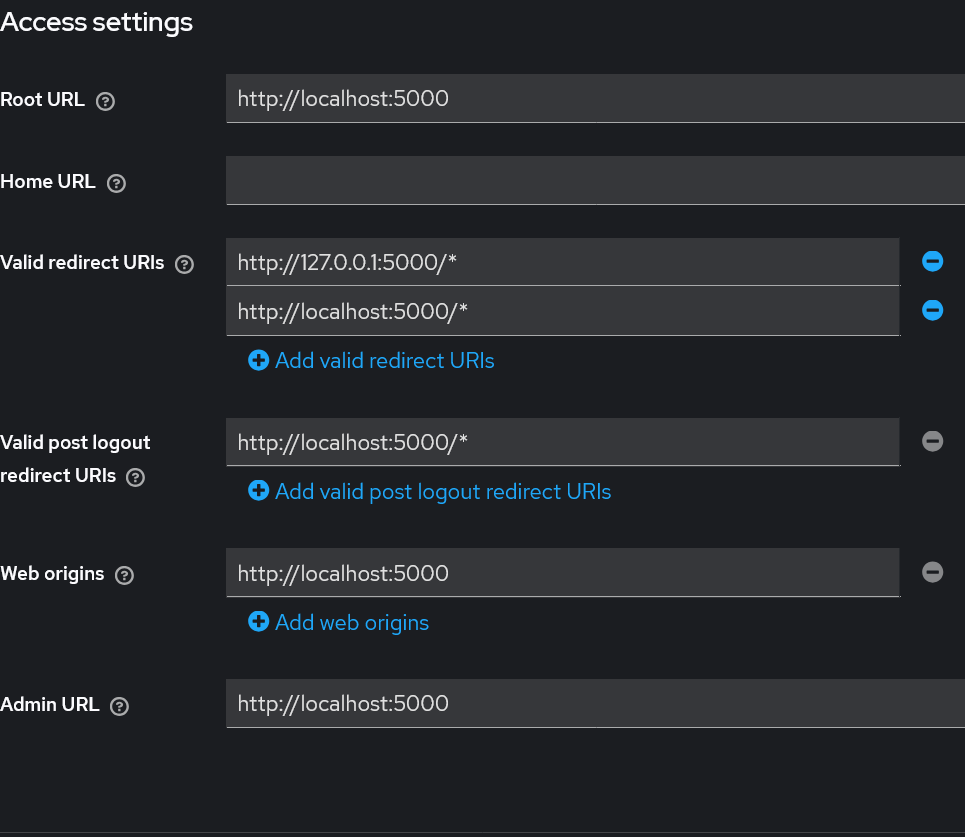 Access settings
Root URL
http://localhost:5000
Home URL
Valid redirect URIs
http://127.0.0.1:5000/*
http://localhost:5000/*
Add valid redirect URIs
Valid post logout
redirect URIs
http://localhost:5000/*
Add valid post logout redirect URIs
Web origins
http://localhost:5000
Add web origins
Admin URL
http://localhost:5000